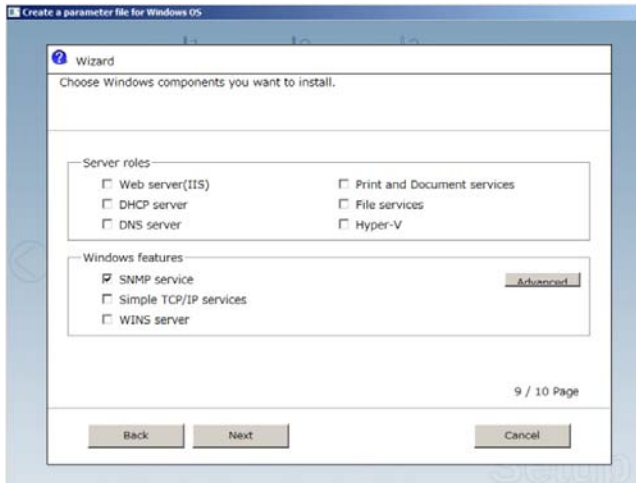 Create a parameter file for Windows OS
Wizard
Choose Windows components you want to install.
Server roles
Web server(IIS)
Print and Document services
DHCP server
File services
DNS server
Hyper-V
Windows features
SNMP service
Advanced
Simple TCP/IP services
WINS server
9 / 10 Page
Back
Next
Cancel
Setup